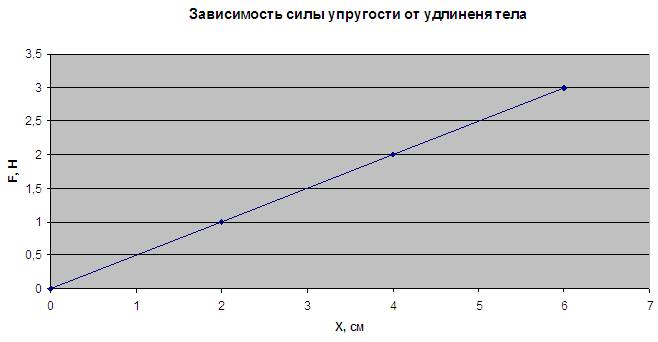 Зависимость силы упругости от удлиненя тела
3,5
3
2,5
2
1,5
1
0,5
0
F, Н
0 1 2 3 4 5 6 7
X, см